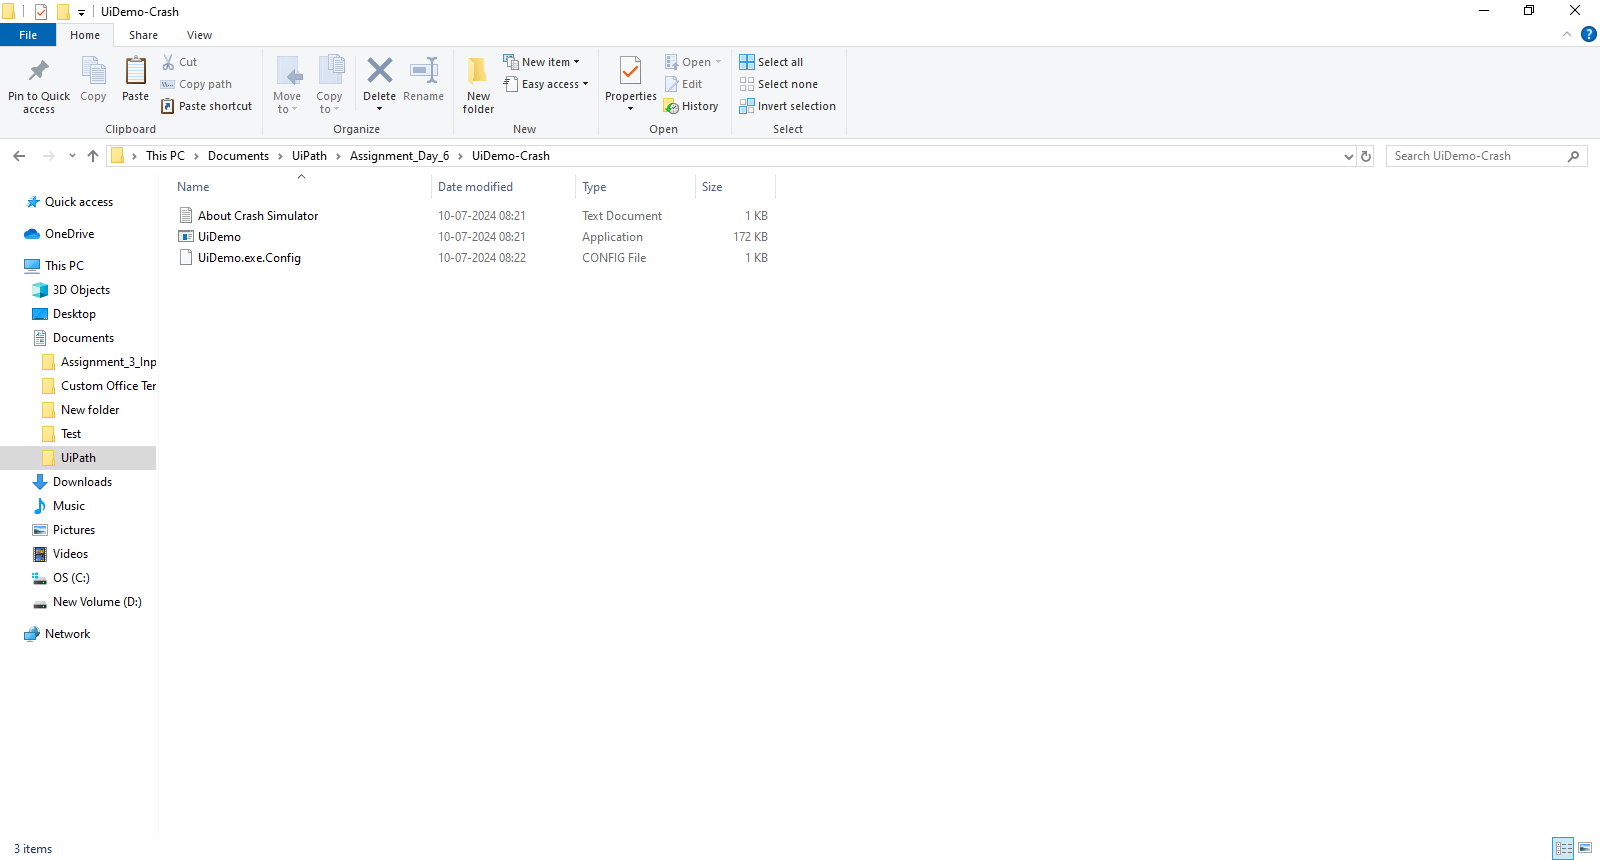 UiDemo-Crash
File Home Share View
Pin to Quick access
Copy
Paste
Cut
Copy path
Paste shortcut
Clipboard
Move to
Copy to
Delete
Rename
Organize
New folder
New item
Easy access
New
Properties
Open
Edit
History
Open
Select all
Select none
Invert selection
Select
This PC > Documents > UiPath > Assignment_Day_6 > UiDemo-Crash
Search UiDemo-Crash
Name Date modified Type Size
About Crash Simulator 10-07-2024 08:21 Text Document 1 KB
UiDemo 10-07-2024 08:21 Application 172 KB
UiDemo.exe.Config 10-07-2024 08:22 CONFIG File 1 KB
Quick access
OneDrive
This PC
3D Objects
Desktop
Documents
Assignment_3_Inp
Custom Office Ter
New folder
Test
UiPath
Downloads
Music
Pictures
Videos
OS (C:)
New Volume (D:)
Network
3 items